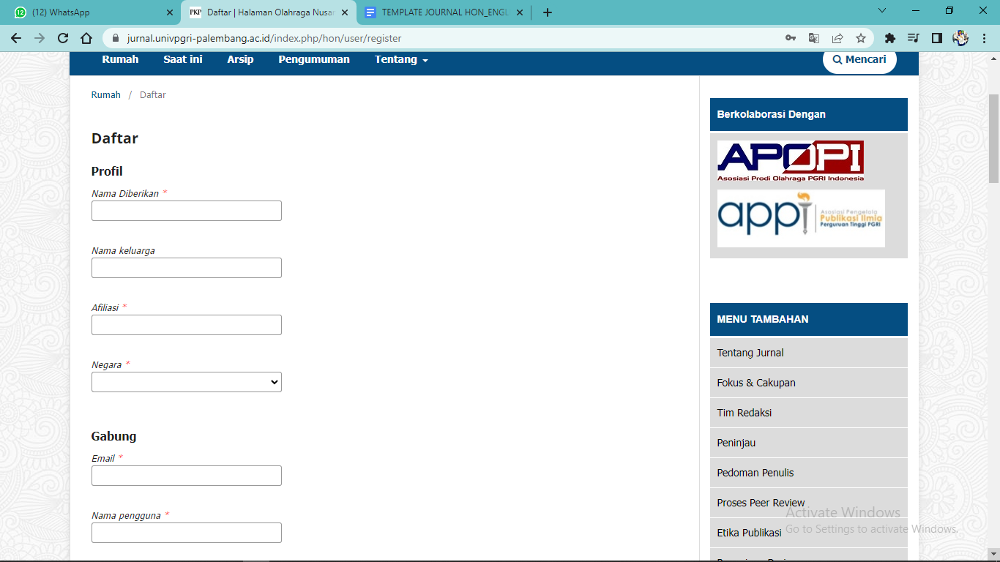 (12) WhatsApp
PKP Daftar | Halaman Olahraga Nusan
TEMPLATE JOURNAL HON_ENGL
jurnal.univpgri-palembang.ac.id/index.php/hon/user/register
Rumah Saat ini Arsip Pengumuman Tentang
Mencari
Rumah / Daftar
Daftar
Profil
Nama Diberikan *
Nama keluarga
Afiliasi *
Negara *
Gabung
Email *
Nama pengguna *
Berkolaborasi Dengan
APOPI
Asosiasi Prodi Olahraga PGRI Indonesia
appi
Asosiasi Pengelola
Publikasi Ilmia
Perguruan Tinggi PGRI
MENU TAMBAHAN
Tentang Jurnal
Fokus & Cakupan
Tim Redaksi
Peninjau
Pedoman Penulis
Proses Peer Review
Etika Publikasi
Activate Windows
Go to Settings to activate Windows.